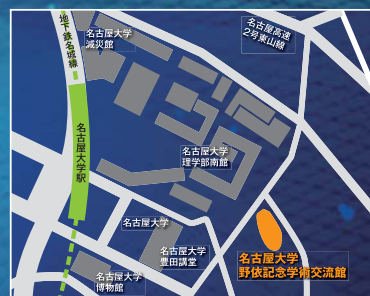 地下鉄名城線
名古屋大学
減災館
名古屋高速
2号東山線
名古屋大学駅
名古屋大学
理学部南館
名古屋大学
名古屋大学
豊田講堂
名古屋大学
野依記念学術交流館
名古屋大学
博物館